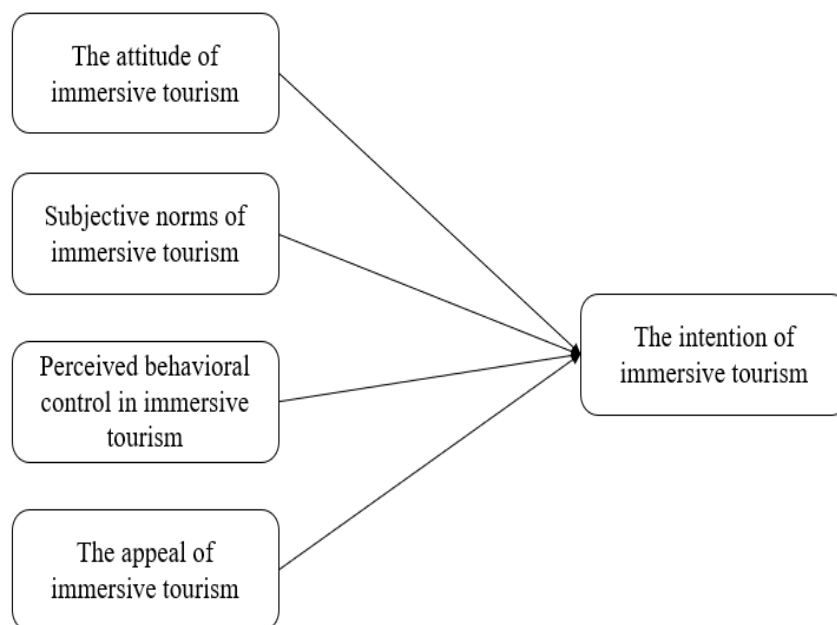 The attitude of
immersive tourism
Subjective norms of
immersive tourism
Perceived behavioral
control in immersive
tourism
The appeal of
immersive tourism
The intention of
immersive tourism